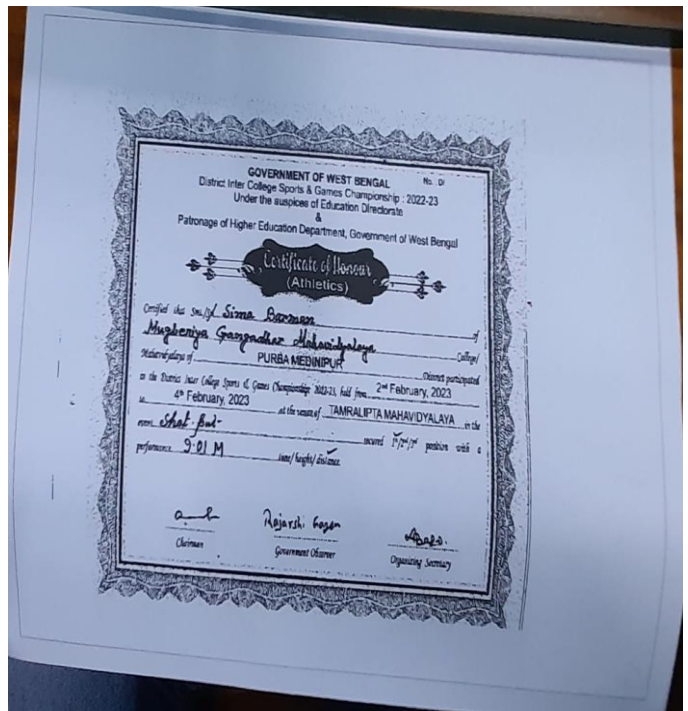 GOVERNMENT OF WEST BENGAL
No. D/
District Inter College Sports & Games Championship : 2022-23
Under the auspices of Education Directorate
&
Patronage of Higher Education Department, Government of West Bengal
Certificate of Honour
(Athletics)
Certified that Sm./ Sima Barman of
Mugberiya Gangadhar Mahavidyalaya College/
Mahavidyalaya of PURBA MEDINIPUR District participated
in the District Inter College Sports & Games Championship 2022-23, held from 2nd February, 2023
to 4th February, 2023 at the venue of TAMRALIPTA MAHAVIDYALAYA in the
event Shot Put secured 1st/2nd/3rd position with a
performance 9.01 M time/height/distance.
Rajarshi
Chairman
Government Observer
Organizing Secretary